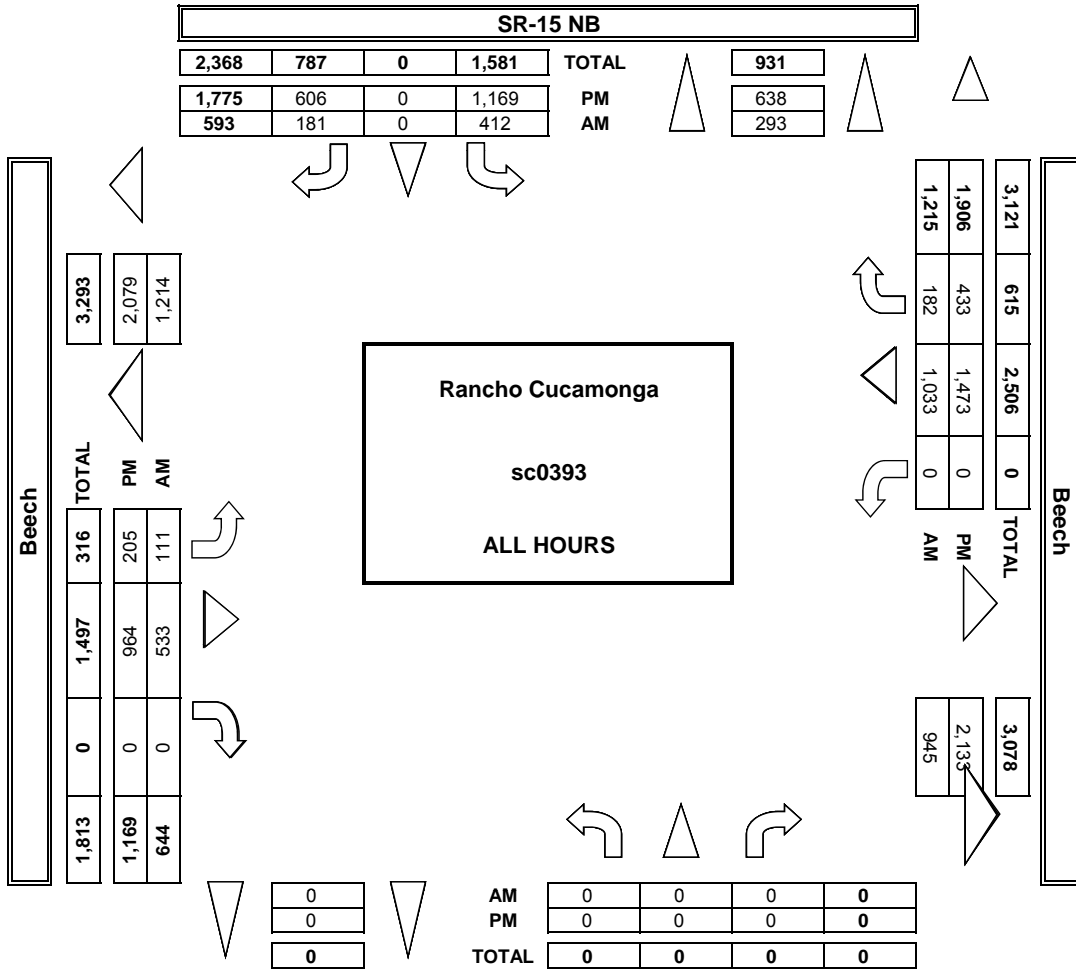 SR-15 NB
2,368 787 0 1,581 TOTAL 931
1,775 606 0 1,169 PM 638
593 181 0 412 AM 293
Beech
3,293 2,079 1,214
TOTAL PM AM
316 205 111
1,497 964 533
0 0 0
1,813 1,169 644
Rancho Cucamonga
sc0393
ALL HOURS
1,215 1,906 3,121
182 433 615
1,033 1,473 2,506
0 0 0
AM PM TOTAL
945 2,133 3,078
Beech
0 AM 0 0 0 0
0 PM 0 0 0 0
0 TOTAL 0 0 0 0